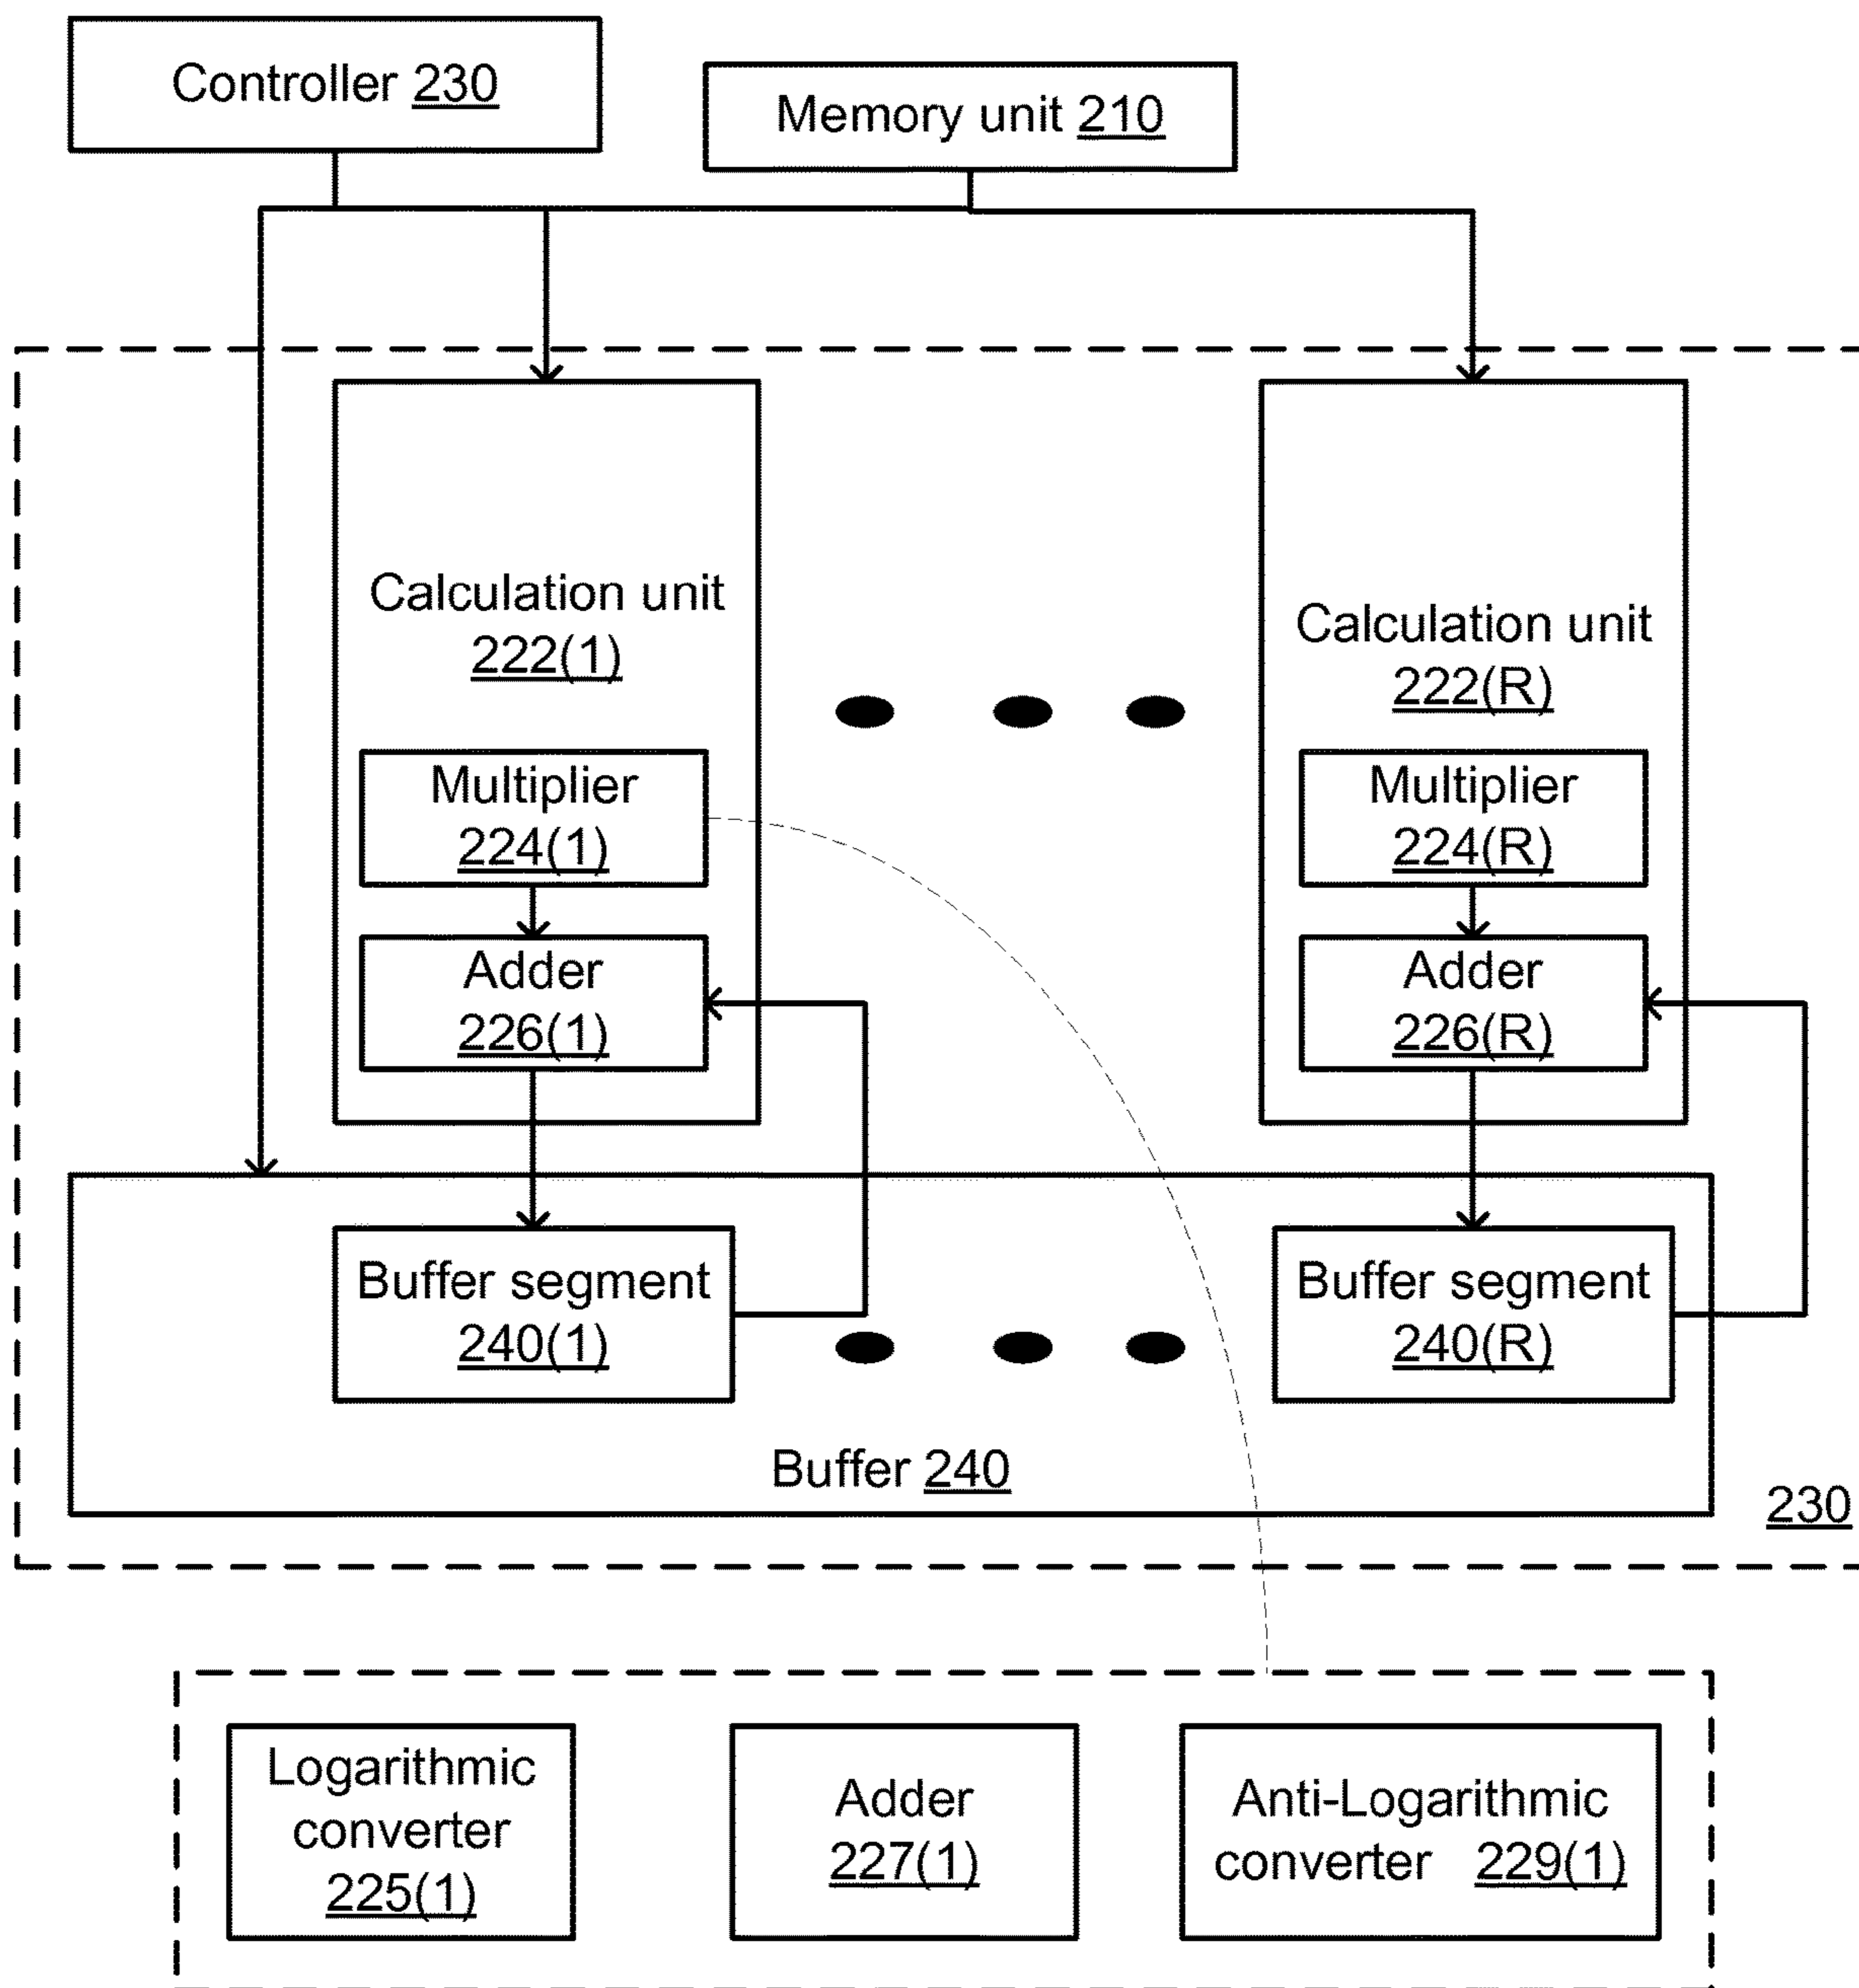 Controller 230
Memory unit 210
Calculation unit
222(1)
Calculation unit
222(R)
Multiplier
224(1)
Multiplier
224(R)
Adder
226(1)
Adder
226(R)
Buffer segment
240(1)
Buffer segment
240(R)
Buffer 240
230
Logarithmic
converter
225(1)
Adder
227(1)
Anti-Logarithmic
converter 229(1)